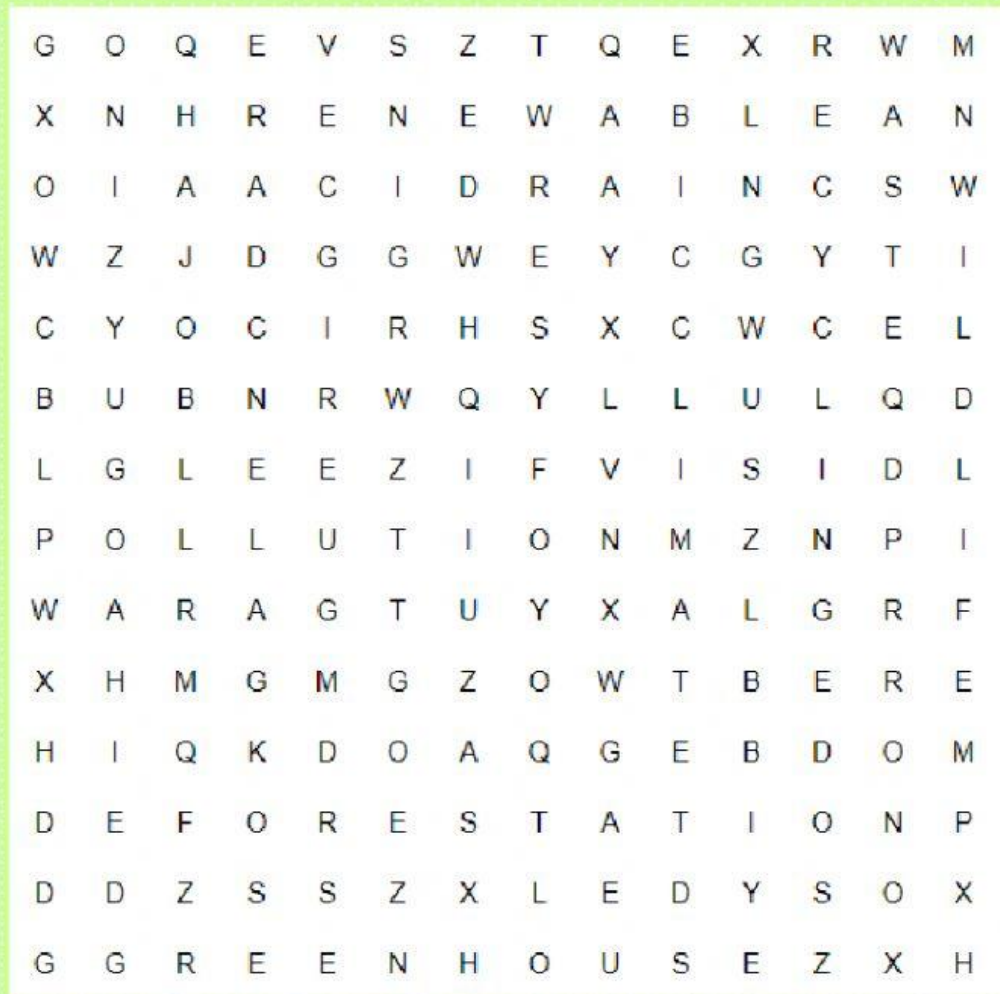 G O Q E V S Z T Q E X R W M
X N H R E N E W A B L E A N
O I A A C I D R A I N C S W
W Z J D G G W E Y C G Y T I
C Y O C I R H S X C W C E L
B U B N R W Q Y L L U L Q D
L G L E E Z I F V I S I D L
P O L L U T I O N M Z N P I
W A R A G T U Y X A L G R F
X H M G M G Z O W T B E R E
H I Q K D O A Q G E B D O M
D E F O R E S T A T I O N P
D D Z S S Z X L E D Y S O X
G G R E E N H O U S E Z X H